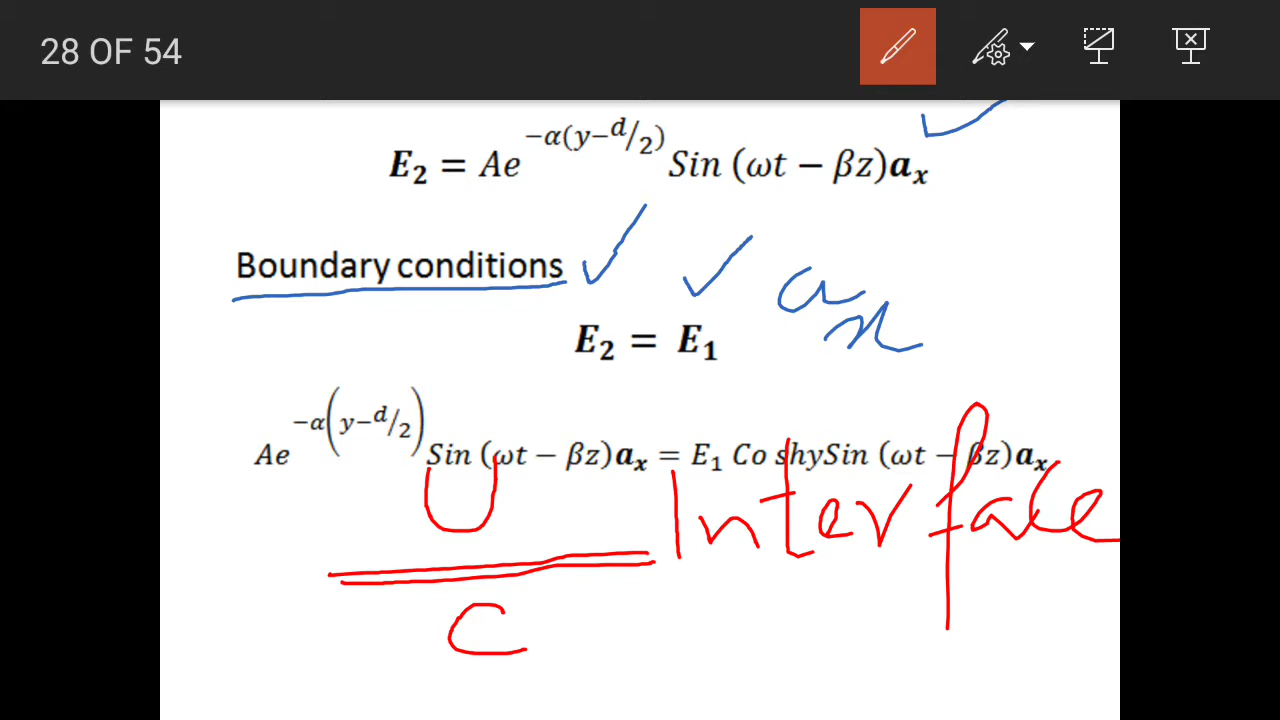 28 OF 54
E₂ = Ae^(−α(y−d/2)) Sin (ωt − βz)aₓ
Boundary conditions
aₓ
E₂ = E₁
Ae^(−α(y−d/2)) Sin (ωt − βz)aₓ = E₁ Co shySin (ωt − βz)aₓ
U Interface
C